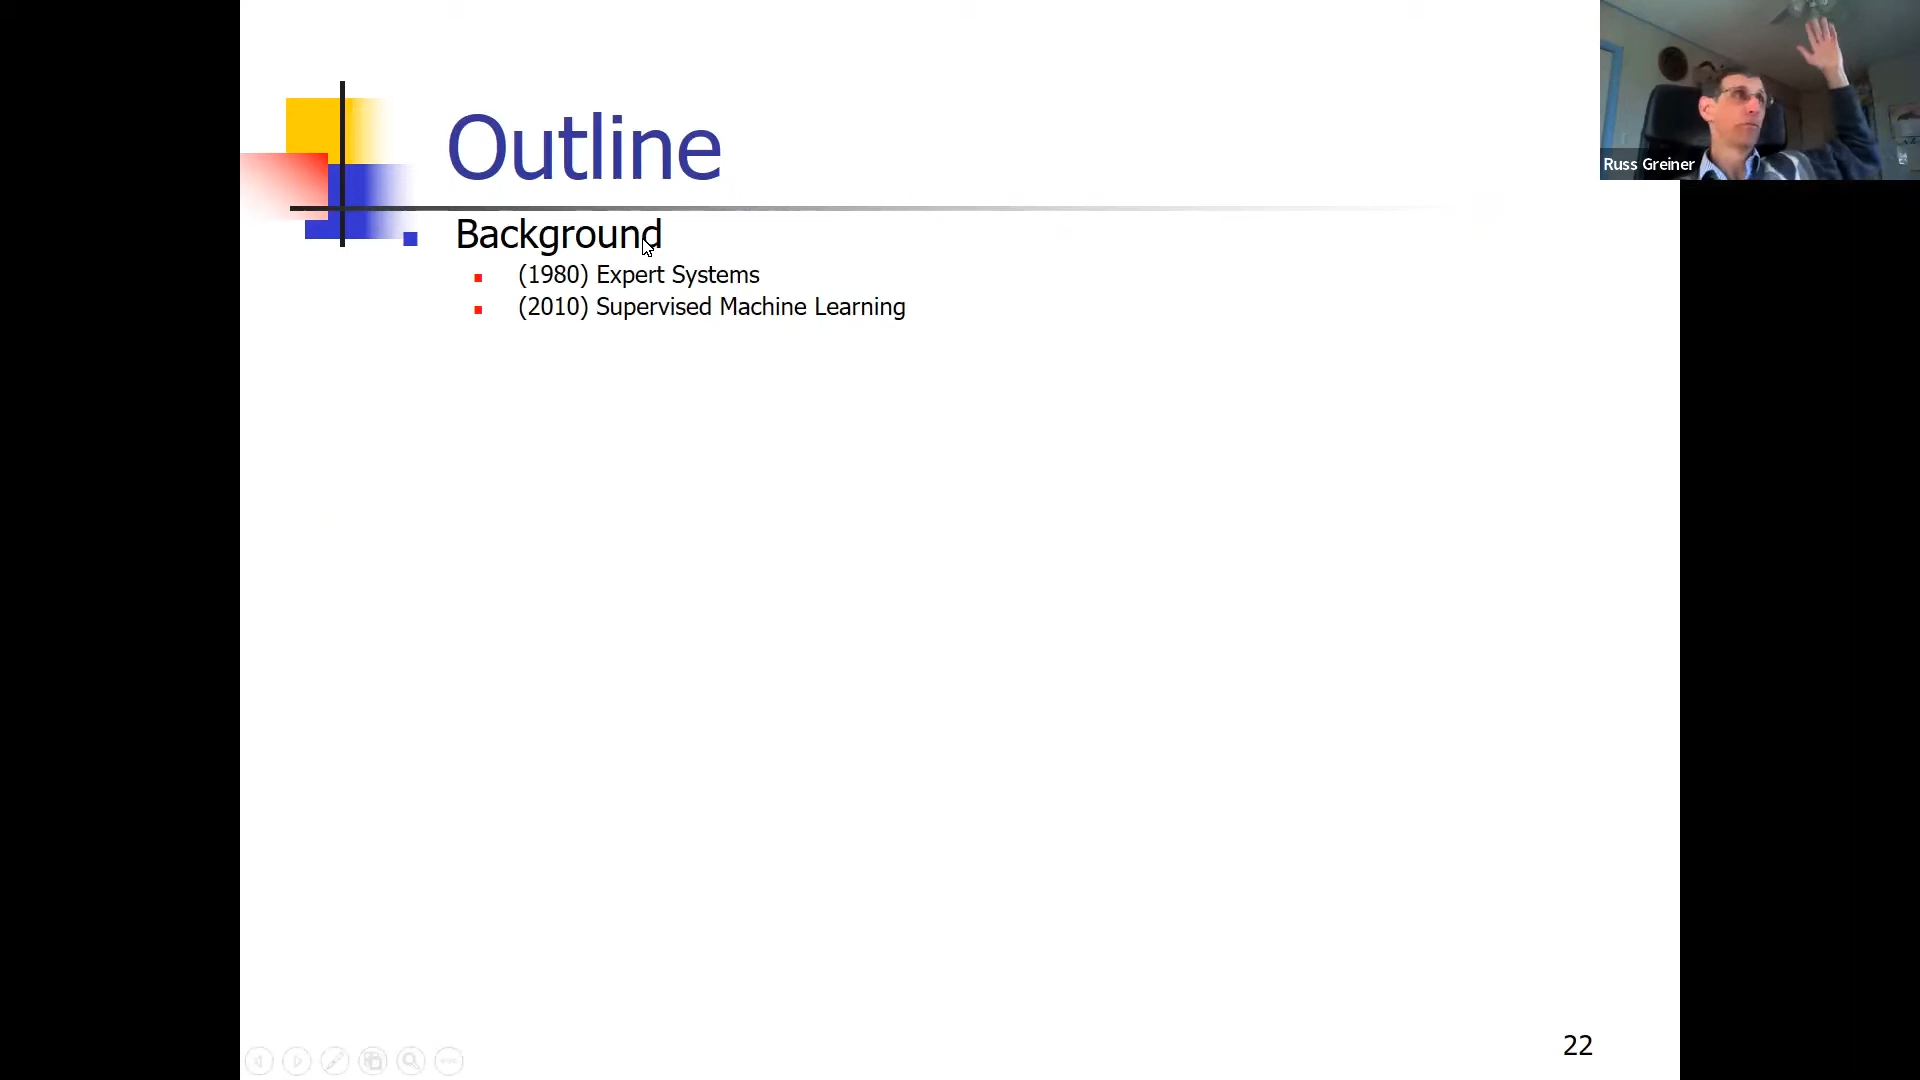 Outline
Russ Greiner
Background
(1980) Expert Systems
(2010) Supervised Machine Learning
22